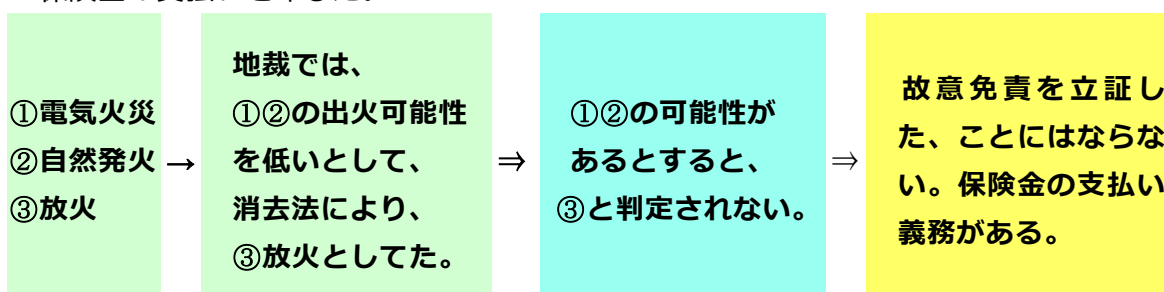 ①電気火災
②自然発火
③放火
→
地裁では、
①②の出火可能性
を低いとして、
消去法により、
③放火としてた。
⇒
①②の可能性が
あるとすると、
③と判定されない。
⇒
故意免責を立証し
た、ことにはならな
い。保険金の支払い
義務がある。